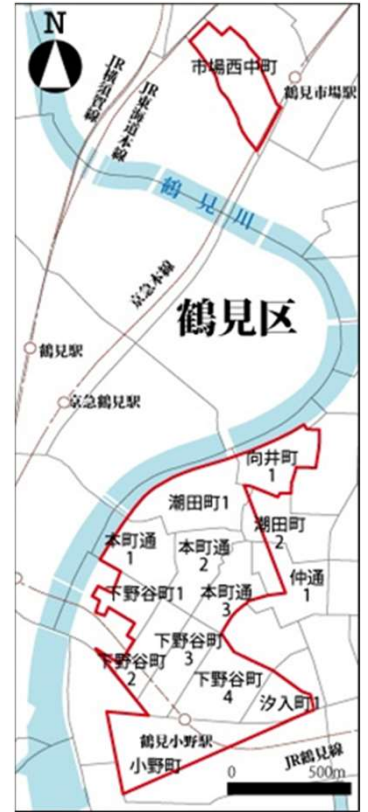 N
市場西中町
鶴見市場駅
JR横須賀線
JR東海道本線
鶴見川
京急本線
鶴見区
鶴見駅
京急鶴見駅
向井町
1
潮田町1
潮田町
2
本町通
1
本町通
2
仲通
1
下野谷町1
本町通
3
下野谷町
3
下野谷町
2
下野谷町
4
汐入町1
鶴見小野駅
小野町
JR鶴見線
0 500m